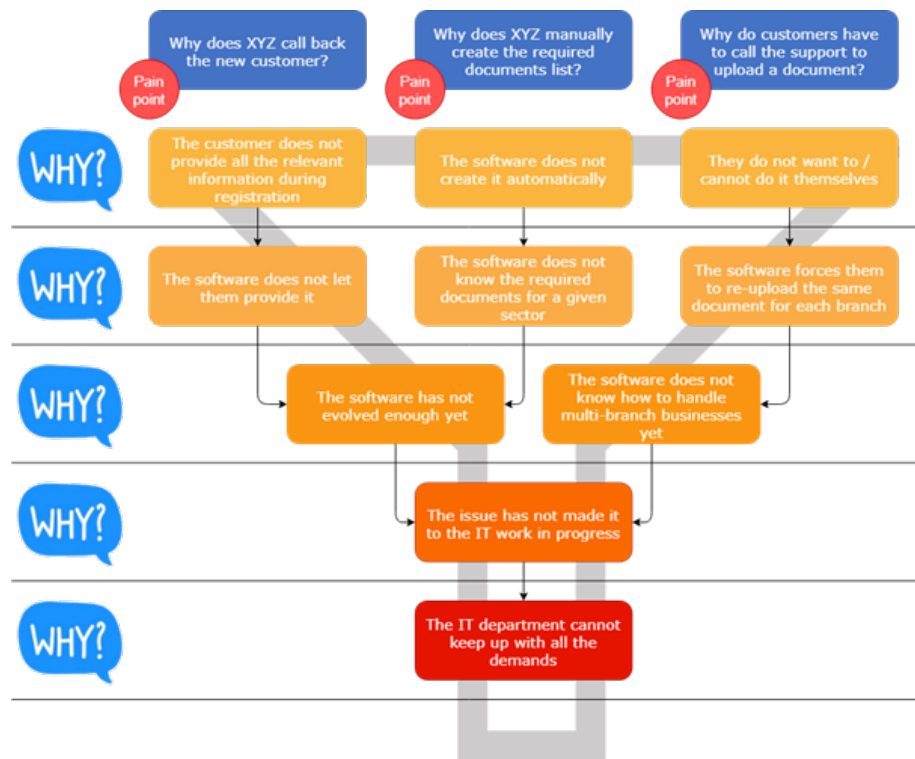 Why does XYZ call back
the new customer?
Pain
point
Why does XYZ manually
create the required
documents list?
Pain
point
Why do customers have
to call the support to
upload a document?
Pain
point
WHY?
The customer does not
provide all the relevant
information during
registration
The software does not
create it automatically
They do not want to /
cannot do it themselves
WHY?
The software does not let
them provide it
The software does not
know the required
documents for a given
sector
The software forces them
to re-upload the same
document for each branch
WHY?
The software has not
evolved enough yet
The software does not
know how to handle
multi-branch businesses
yet
WHY?
The issue has not made it
to the IT work in progress
WHY?
The IT department cannot
keep up with all the
demands